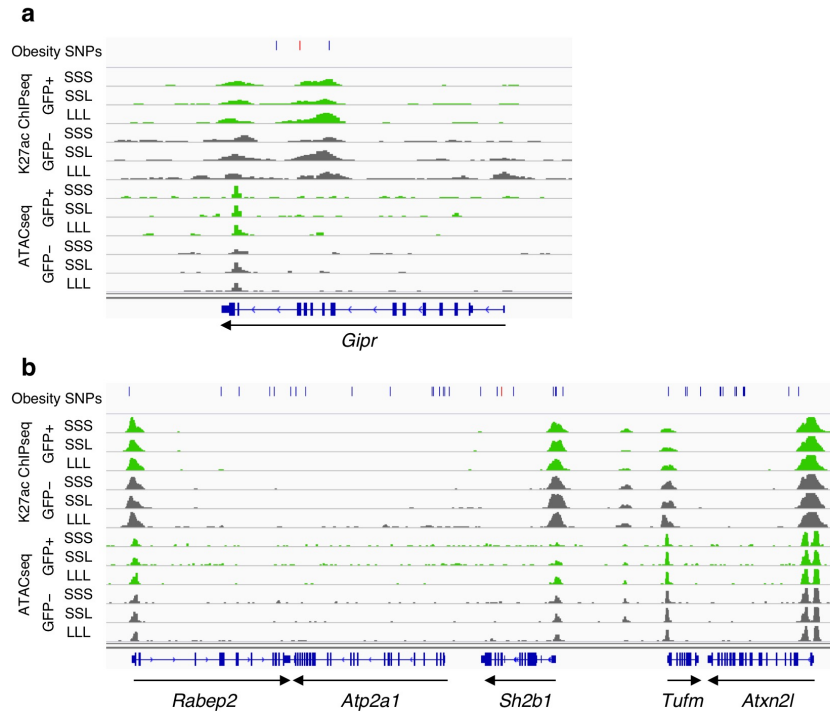 a
Obesity SNPs
K27ac ChIPseq
GFP+
SSS
SSL
LLL
GFP–
SSS
SSL
LLL
ATACseq
GFP+
SSS
SSL
LLL
GFP–
SSS
SSL
LLL
Gipr
b
Obesity SNPs
K27ac ChIPseq
GFP+
SSS
SSL
LLL
GFP–
SSS
SSL
LLL
ATACseq
GFP+
SSS
SSL
LLL
GFP–
SSS
SSL
LLL
Rabep2 Atp2a1 Sh2b1 Tufm Atxn2l